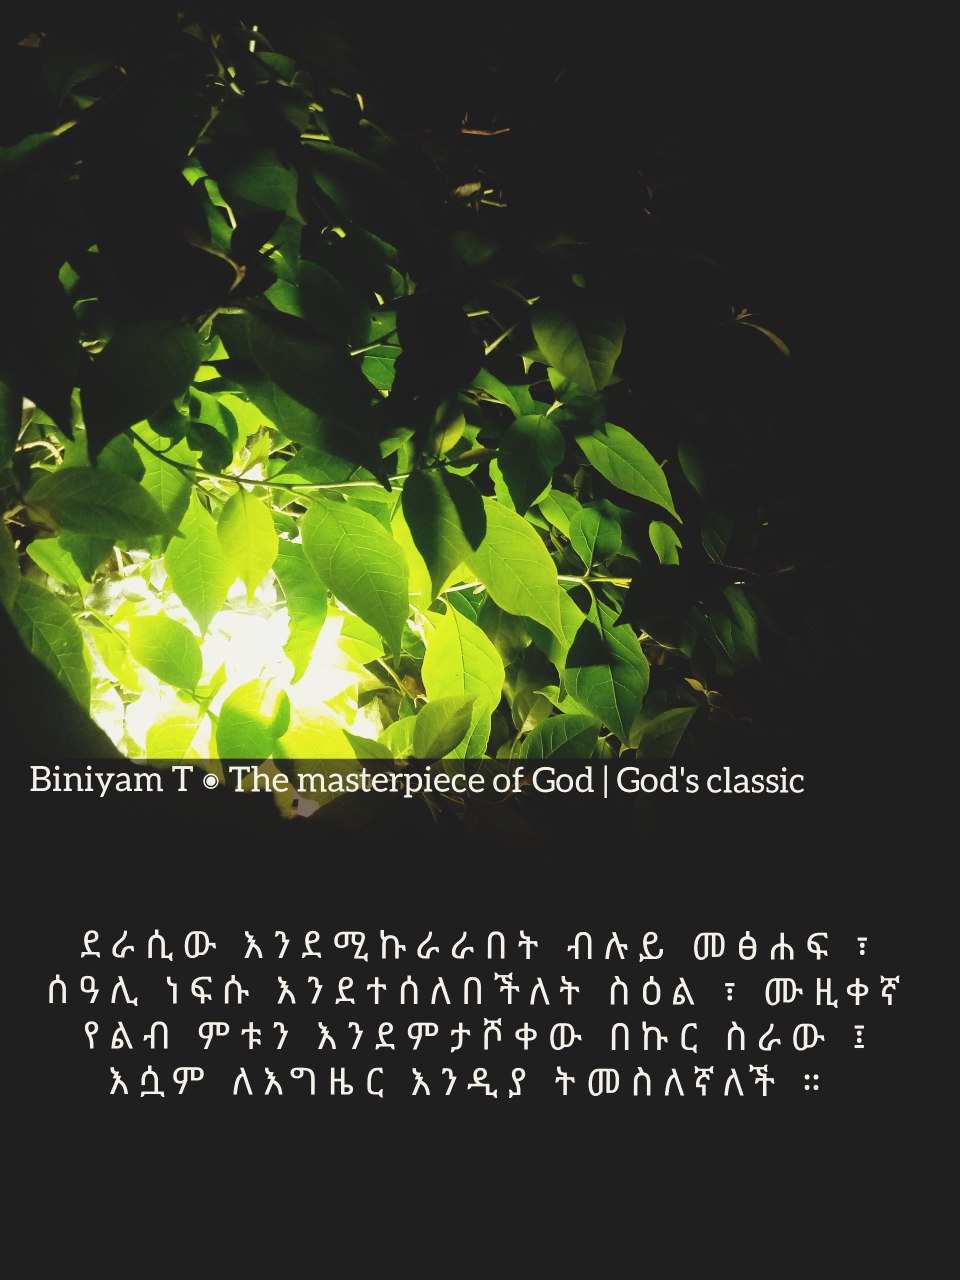 Biniyam T ◉ The masterpiece of God | God's classic
ደራሲው እንደሚኩራራበት ብሉይ መፅሐፍ ፣
ሰዓሊ ነፍሱ እንደተሰለበችለት ስዕል ፣ ሙዚቀኛ
የልብ ምቱን እንደምታሾቀው በኩር ስራው ፤
እሷም ለእግዜር እንዲያ ትመስለኛለች ።